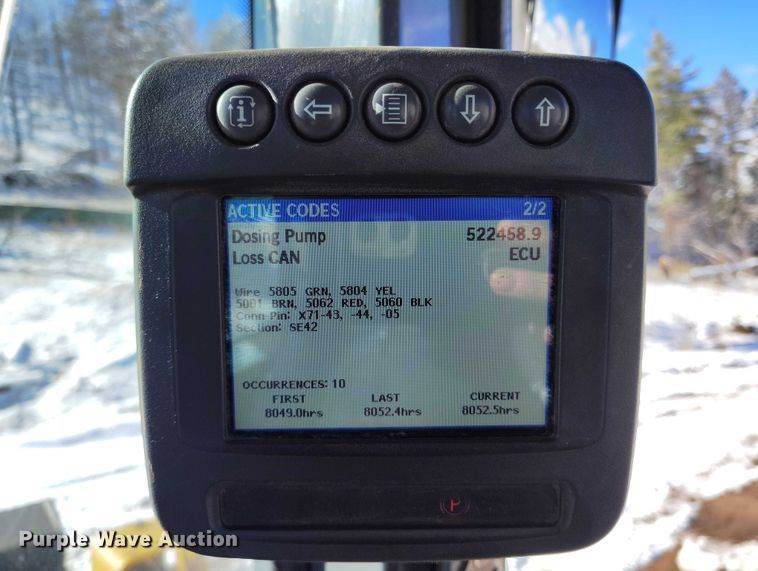 ACTIVE CODES 2/2
Dosing Pump 522458.9
Loss CAN ECU
Wire 5805 GRN, 5804 YEL
5061 BRN, 5062 RED, 5060 BLK
Conn-Pin: X71-43, -44, -05
Section: SE42
OCCURRENCES: 10
FIRST LAST CURRENT
8049.0hrs 8052.4hrs 8052.5hrs
P
Purple Wave Auction